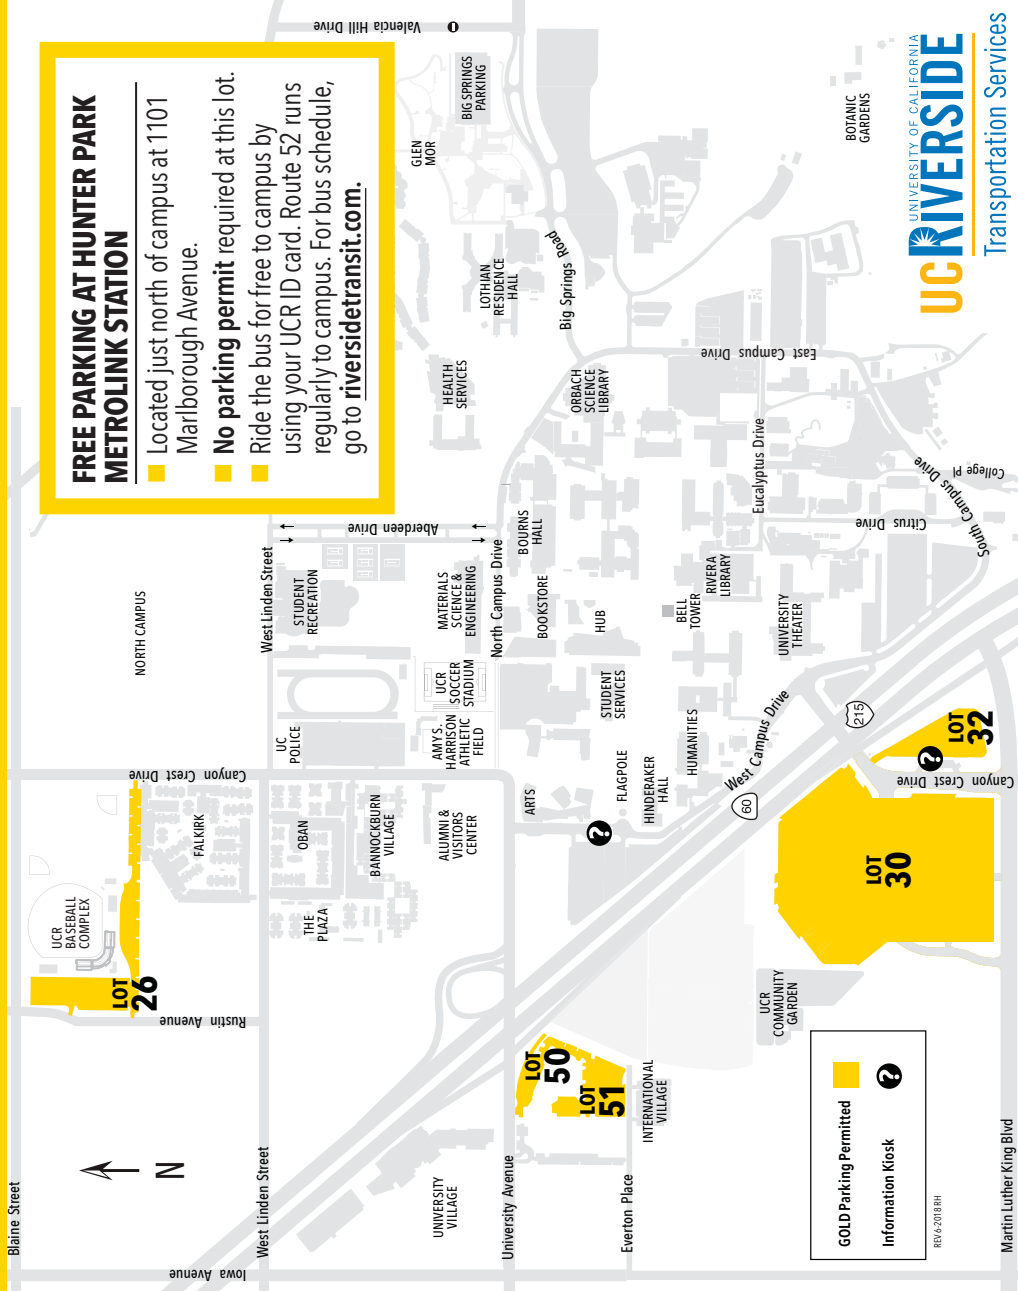 FREE PARKING AT HUNTER PARK
METROLINK STATION
Located just north of campus at 1101
Marlborough Avenue.
No parking permit required at this lot.
Ride the bus for free to campus by
using your UCR ID card. Route 52 runs
regularly to campus. For bus schedule,
go to riversidetransit.com.
UNIVERSITY OF CALIFORNIA
UCRIVERSIDE
Transportation Services
Valencia Hill Drive
BIG SPRINGS
PARKING
GLEN
MOR
BOTANIC
GARDENS
LOTHIAN
RESIDENCE
HALL
Big Springs Road
HEALTH
SERVICES
ORBACH
SCIENCE
LIBRARY
East Campus Drive
Eucalyptus Drive
College Pl
South Campus Drive
Citrus Drive
Aberdeen Drive
BOURNS
HALL
North Campus Drive
West Linden Street
NORTH CAMPUS
STUDENT
RECREATION
MATERIALS
SCIENCE &
ENGINEERING
BOOKSTORE
HUB
BELL
TOWER
RIVERA
LIBRARY
UNIVERSITY
THEATER
UCR
SOCCER
STADIUM
STUDENT
SERVICES
UC
POLICE
AMY S.
HARRISON
ATHLETIC
FIELD
HUMANITIES
West Campus Drive
215
60
LOT
32
Canyon Crest Drive
Canyon Crest Drive
FALKIRK
OBAN
BANNOCKBURN
VILLAGE
ALUMNI &
VISITORS
CENTER
ARTS
FLAGPOLE
HINDERAKER
HALL
?
?
LOT
30
UCR
BASEBALL
COMPLEX
THE
PLAZA
LOT
26
Rustin Avenue
UCR
COMMUNITY
GARDEN
LOT
50
LOT
51
INTERNATIONAL
VILLAGE
N
UNIVERSITY
VILLAGE
Blaine Street
West Linden Street
University Avenue
Everton Place
Iowa Avenue
Martin Luther King Blvd
GOLD Parking Permitted
Information Kiosk
?
REV 6-2018 RH